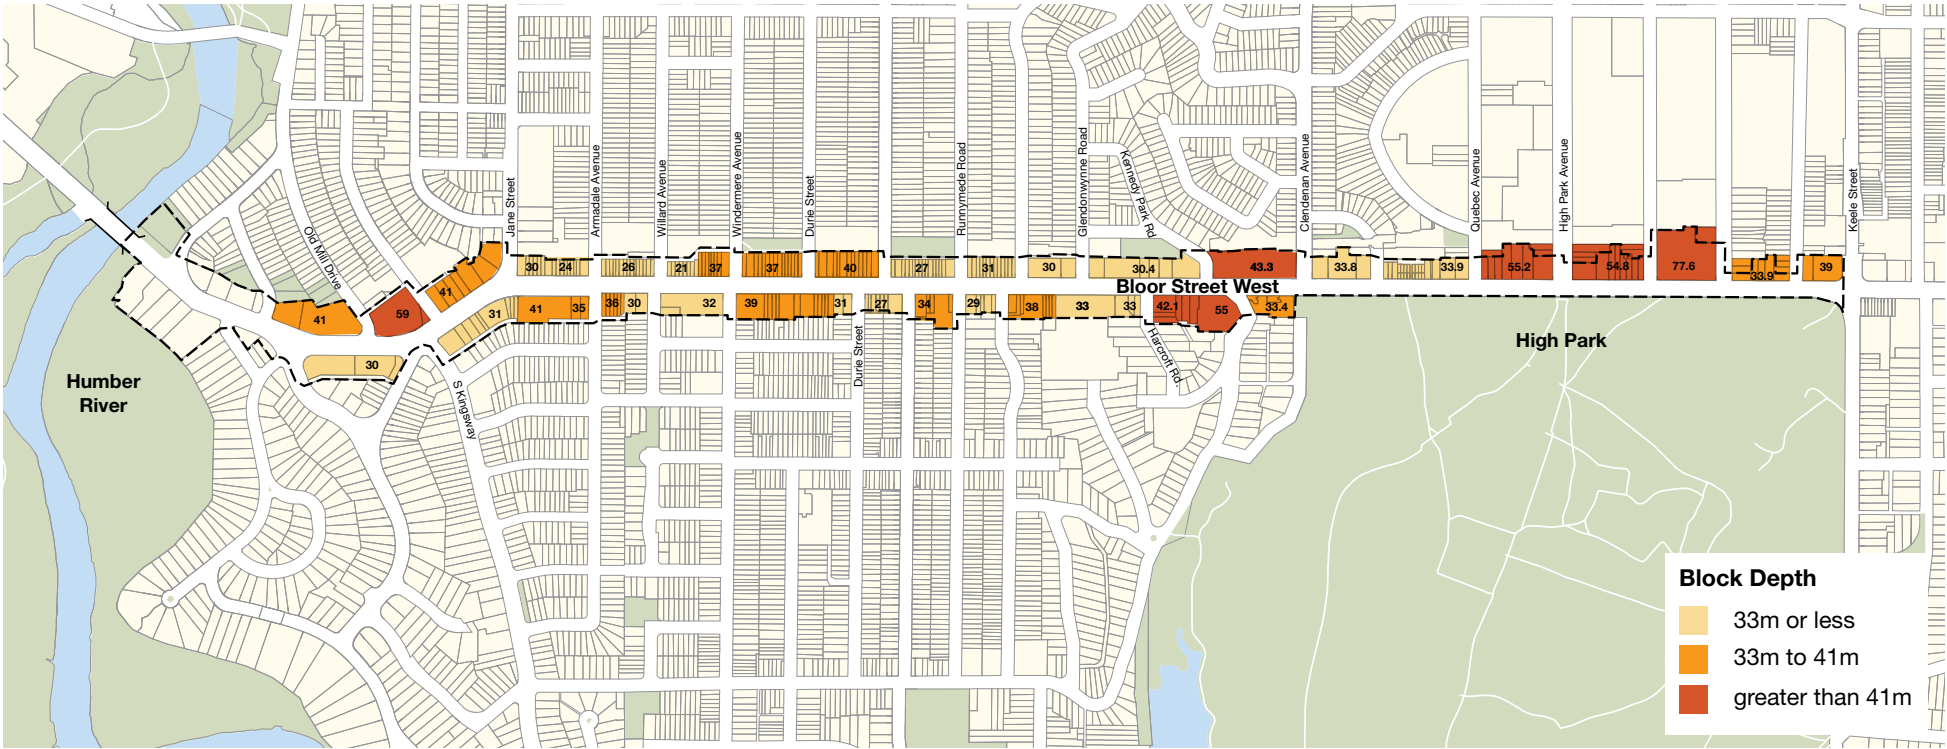 Jane Street
Armadale Avenue
Willard Avenue
Windermere Avenue
Durie Street
Runnymede Road
Glendonwynne Road
Kennedy Park Rd
Clendenan Avenue
Quebec Avenue
High Park Avenue
Keele Street
Old Mill Drive
30 24 26 21 37 37 40 27 31 30 30.4 43.3 33.8 33.9 55.2 54.8 77.6 33.9 39
Bloor Street West
41 59 41 31 41 35 36 30 32 39 31 27 34 29 38 33 33 42.1 55 33.4
30
High Park
Humber
River
S Kingsway
Durie Street
Harcroft Rd.
Block Depth
33m or less
33m to 41m
greater than 41m